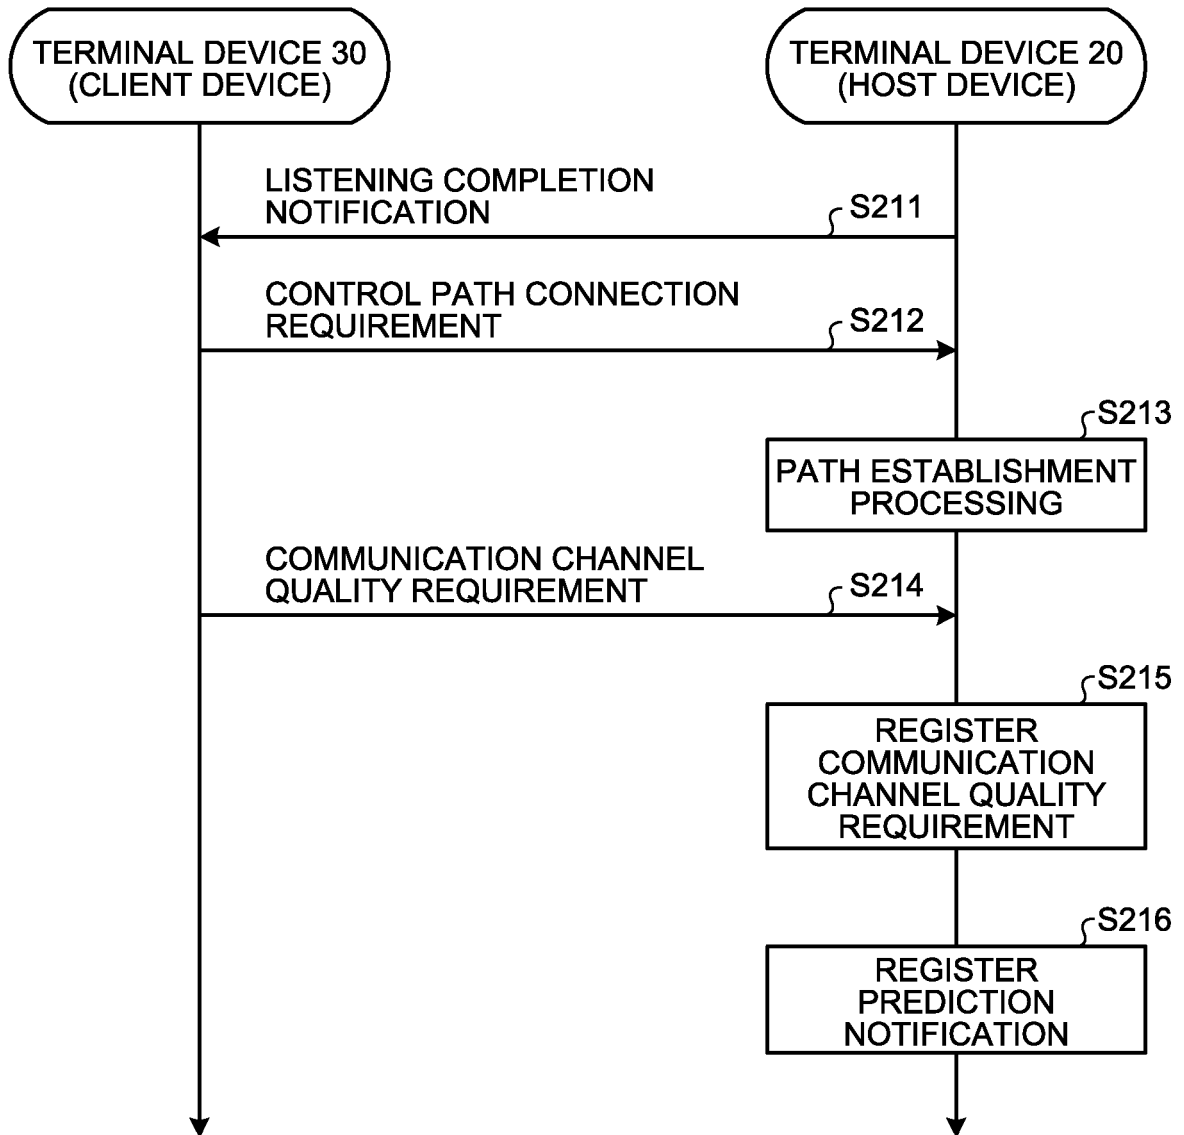 TERMINAL DEVICE 30
(CLIENT DEVICE)
TERMINAL DEVICE 20
(HOST DEVICE)
LISTENING COMPLETION
NOTIFICATION
S211
CONTROL PATH CONNECTION
REQUIREMENT
S212
S213
PATH ESTABLISHMENT
PROCESSING
COMMUNICATION CHANNEL
QUALITY REQUIREMENT
S214
S215
REGISTER
COMMUNICATION
CHANNEL QUALITY
REQUIREMENT
S216
REGISTER
PREDICTION
NOTIFICATION